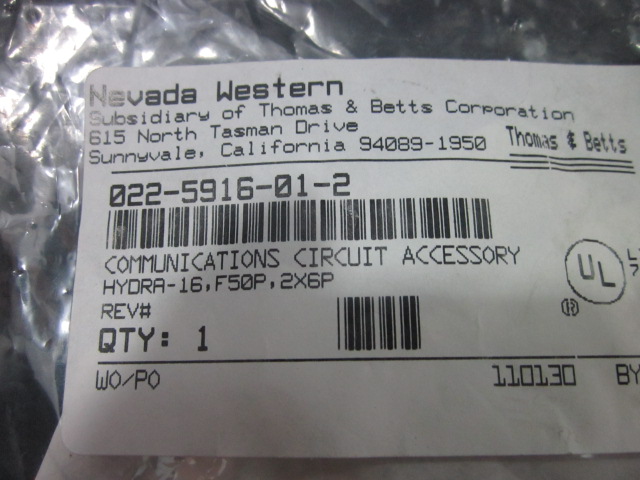 Nevada Western
Subsidiary of Thomas & Betts Corporation
615 North Tasman Drive
Sunnyvale, California 94089-1950
Thomas & Betts
022-5916-01-2
COMMUNICATIONS CIRCUIT ACCESSORY
HYDRA-16,F50P,2X6P
UL
®
REV#
QTY: 1
WO/PO 110130 BY